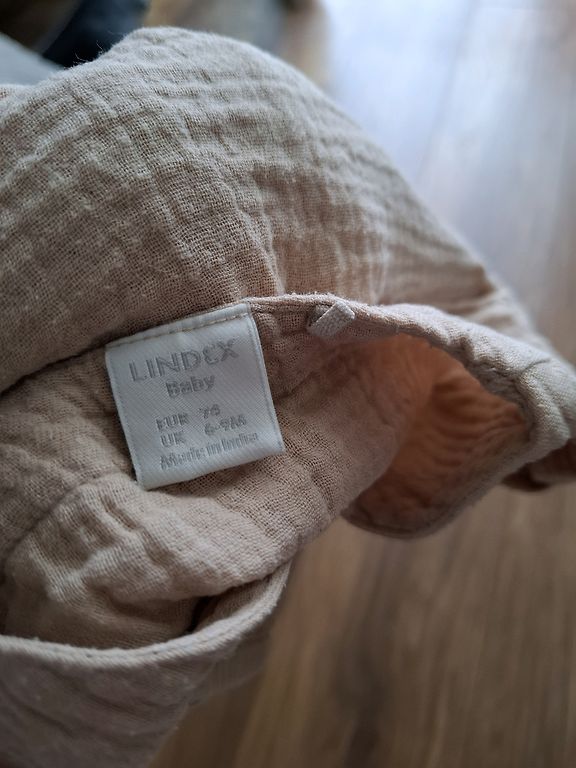 LINDEX
Baby
EUR 74
UK 6-9M
Made in India